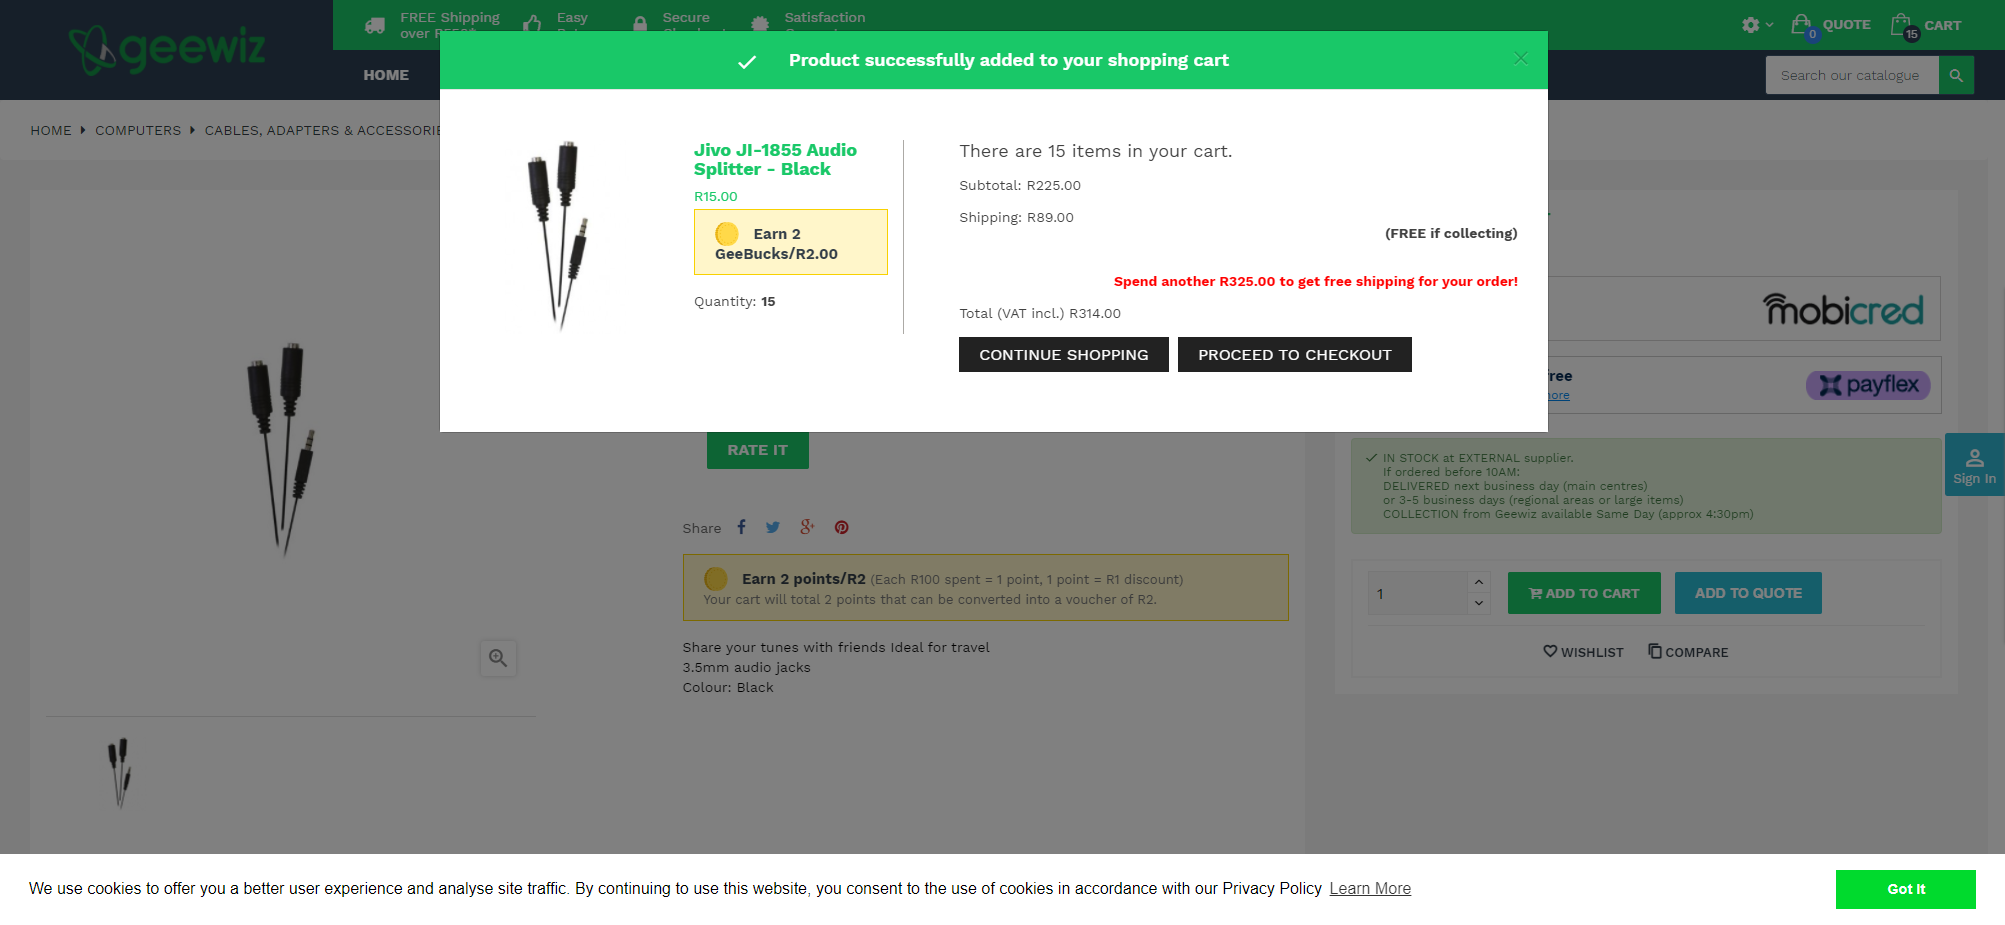 geewiz
FREE Shipping
over R550*
Easy
Secure
Satisfaction
0
QUOTE
15
CART
HOME
Search our catalogue
HOME
COMPUTERS
CABLES, ADAPTERS & ACCESSORIE
Product successfully added to your shopping cart
Jivo JI-1855 Audio
Splitter - Black
R15.00
Earn 2
GeeBucks/R2.00
Quantity: 15
There are 15 items in your cart.
Subtotal: R225.00
Shipping: R89.00
(FREE if collecting)
Spend another R325.00 to get free shipping for your order!
Total (VAT incl.) R314.00
CONTINUE SHOPPING
PROCEED TO CHECKOUT
mobicred
free
more
payflex
RATE IT
IN STOCK at EXTERNAL supplier.
If ordered before 10AM:
DELIVERED next business day (main centres)
or 3-5 business days (regional areas or large items)
COLLECTION from Geewiz available Same Day (approx 4:30pm)
Sign In
Share
Earn 2 points/R2 (Each R100 spent = 1 point, 1 point = R1 discount)
Your cart will total 2 points that can be converted into a voucher of R2.
1
ADD TO CART
ADD TO QUOTE
WISHLIST
COMPARE
Share your tunes with friends Ideal for travel
3.5mm audio jacks
Colour: Black
We use cookies to offer you a better user experience and analyse site traffic. By continuing to use this website, you consent to the use of cookies in accordance with our Privacy Policy Learn More
Got It